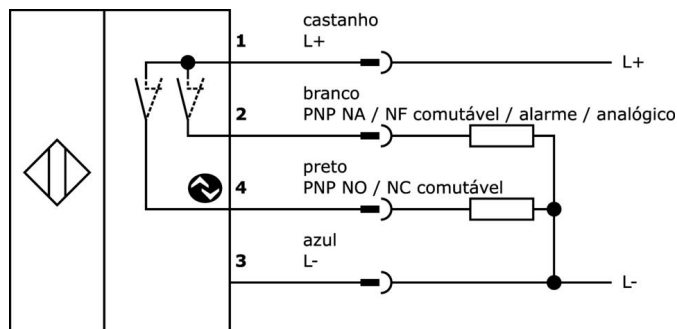 castanho
1 L+
L+
branco
2 PNP NA / NF comutável / alarme / analógico
preto
4 PNP NO / NC comutável
azul
3 L-
L-